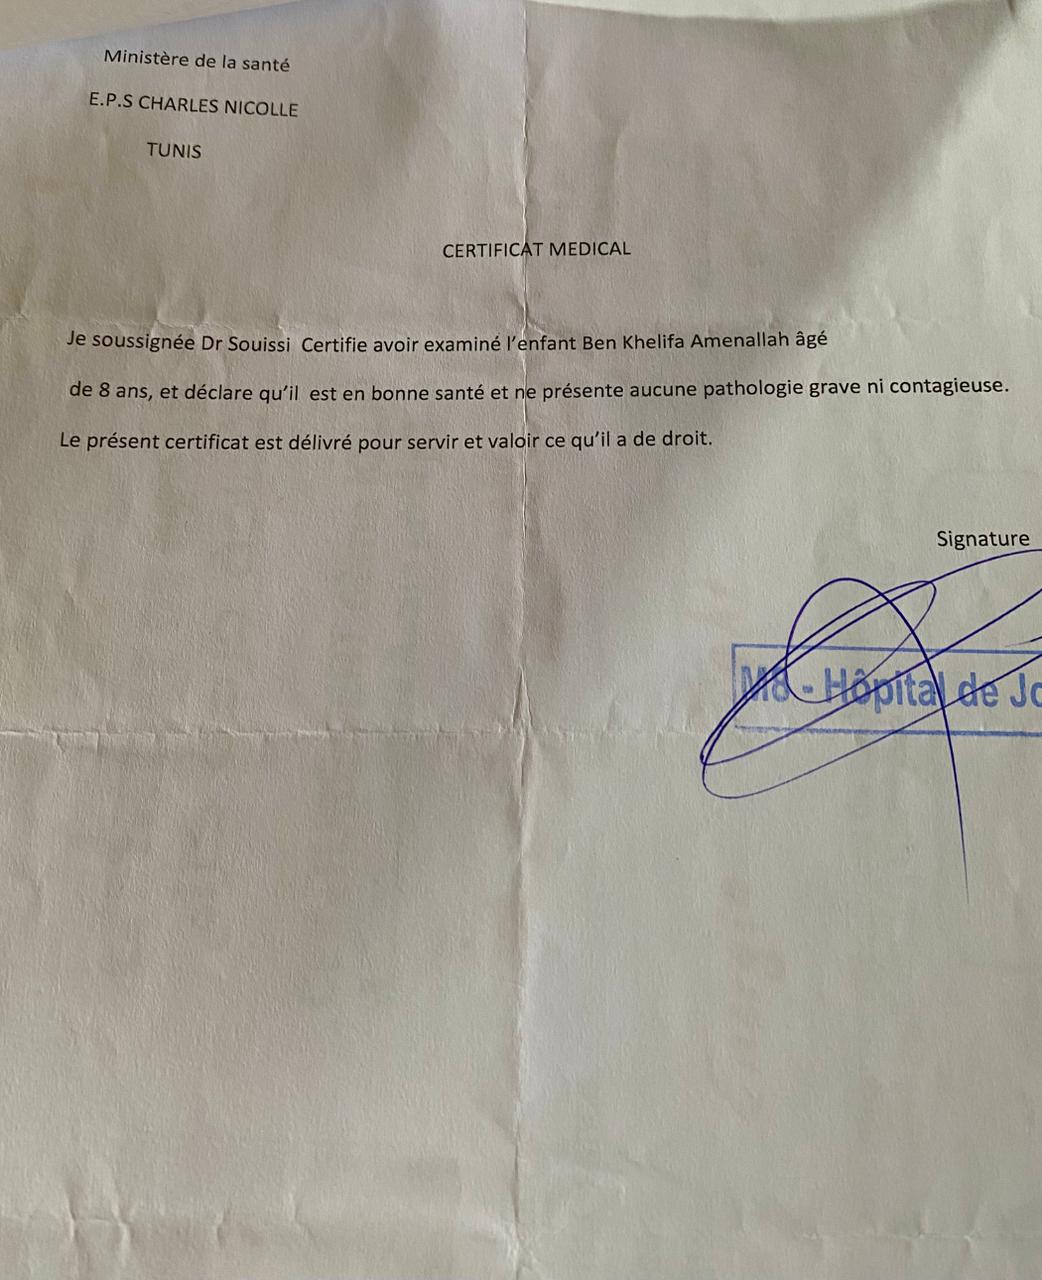 Ministère de la santé
E.P.S CHARLES NICOLLE
TUNIS
CERTIFICAT MEDICAL
Je soussignée Dr Souissi Certifie avoir examiné l'enfant Ben Khelifa Amenallah âgé
de 8 ans, et déclare qu'il est en bonne santé et ne présente aucune pathologie grave ni contagieuse.
Le présent certificat est délivré pour servir et valoir ce qu'il a de droit.
Signature
M8 - Hôpital de